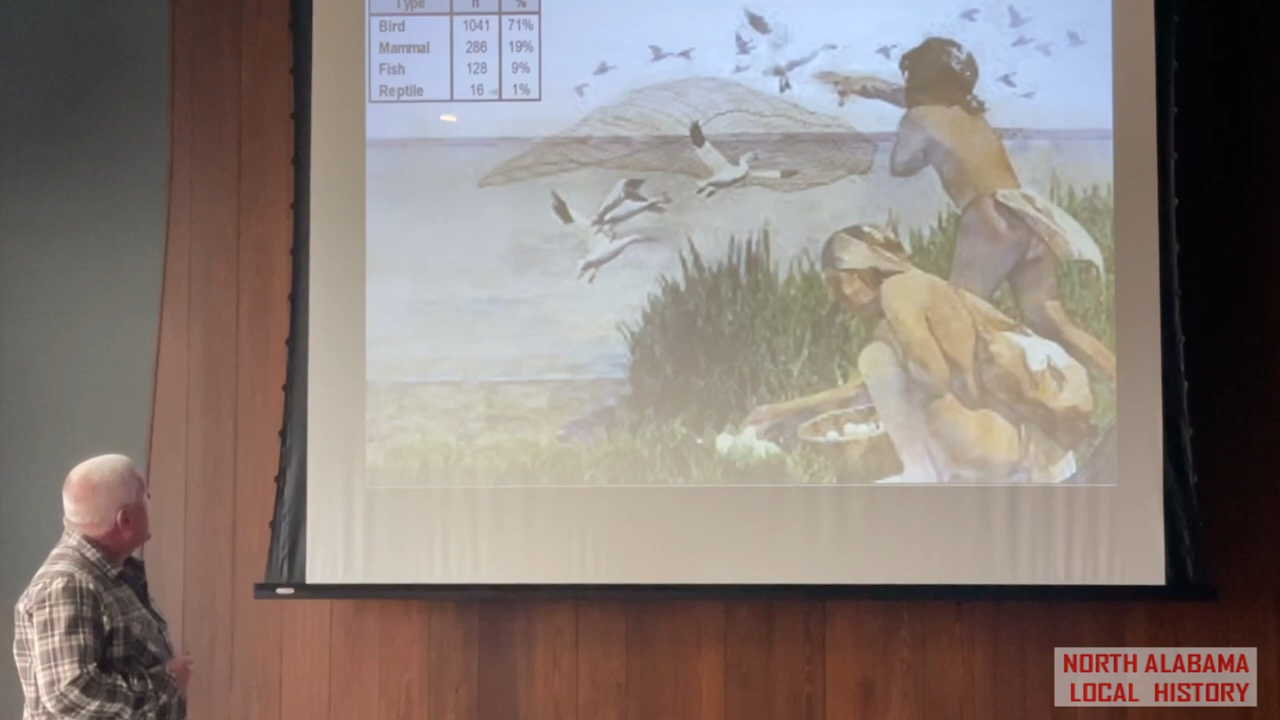 Type n %
Bird 1041 71%
Mammal 286 19%
Fish 128 9%
Reptile 16 1%
NORTH ALABAMA
LOCAL HISTORY